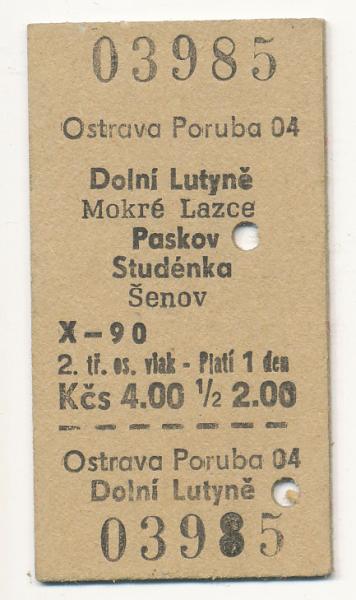 03985
Ostrava Poruba 04
Dolní Lutyně
Mokré Lazce
Paskov
Studénka
Šenov
X-90
2. tř. os. vlak - Platí 1 den
Kčs 4.00 ½ 2.00
Ostrava Poruba 04
Dolní Lutyně
03985